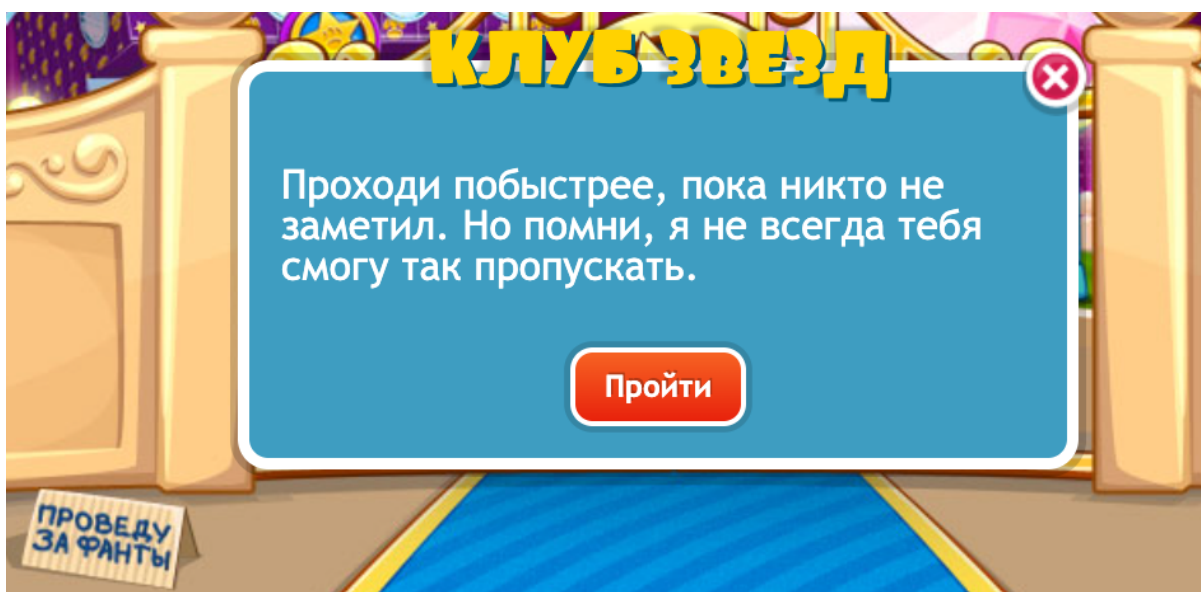 КЛУБ ЗВЕЗД
Проходи побыстрее, пока никто не
заметил. Но помни, я не всегда тебя
смогу так пропускать.
Пройти
ПРОВЕДУ
ЗА ФАНТЫ